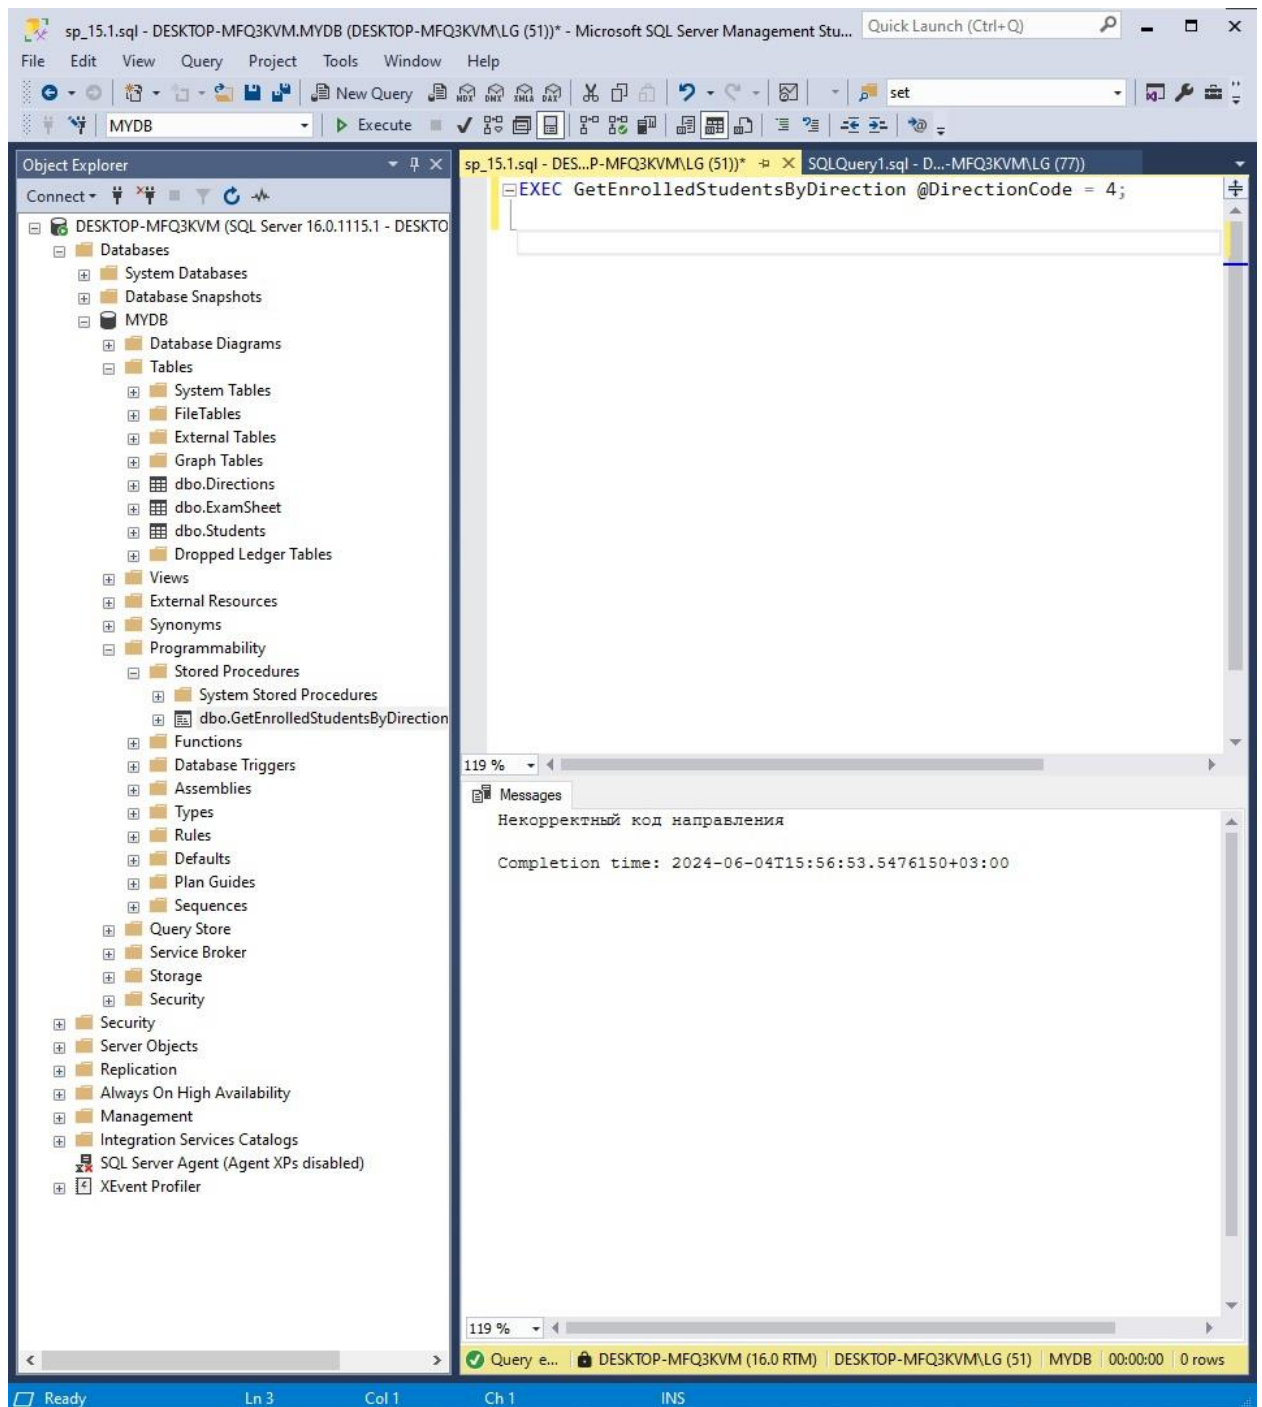 sp_15.1.sql - DESKTOP-MFQ3KVM.MYDB (DESKTOP-MFQ3KVM\LG (51))* - Microsoft SQL Server Management Stu...
Quick Launch (Ctrl+Q)
File Edit View Query Project Tools Window Help
New Query MDX DMX XMLA DAX set
MYDB Execute
Object Explorer
Connect
DESKTOP-MFQ3KVM (SQL Server 16.0.1115.1 - DESKTO
Databases
System Databases
Database Snapshots
MYDB
Database Diagrams
Tables
System Tables
FileTables
External Tables
Graph Tables
dbo.Directions
dbo.ExamSheet
dbo.Students
Dropped Ledger Tables
Views
External Resources
Synonyms
Programmability
Stored Procedures
System Stored Procedures
dbo.GetEnrolledStudentsByDirection
Functions
Database Triggers
Assemblies
Types
Rules
Defaults
Plan Guides
Sequences
Query Store
Service Broker
Storage
Security
Security
Server Objects
Replication
Always On High Availability
Management
Integration Services Catalogs
SQL Server Agent (Agent XPs disabled)
XEvent Profiler
sp_15.1.sql - DES...P-MFQ3KVM\LG (51))* SQLQuery1.sql - D...-MFQ3KVM\LG (77))
EXEC GetEnrolledStudentsByDirection @DirectionCode = 4;
119 %
Messages
Некорректный код направления
Completion time: 2024-06-04T15:56:53.5476150+03:00
119 %
Query e... DESKTOP-MFQ3KVM (16.0 RTM) DESKTOP-MFQ3KVM\LG (51) MYDB 00:00:00 0 rows
Ready Ln 3 Col 1 Ch 1 INS